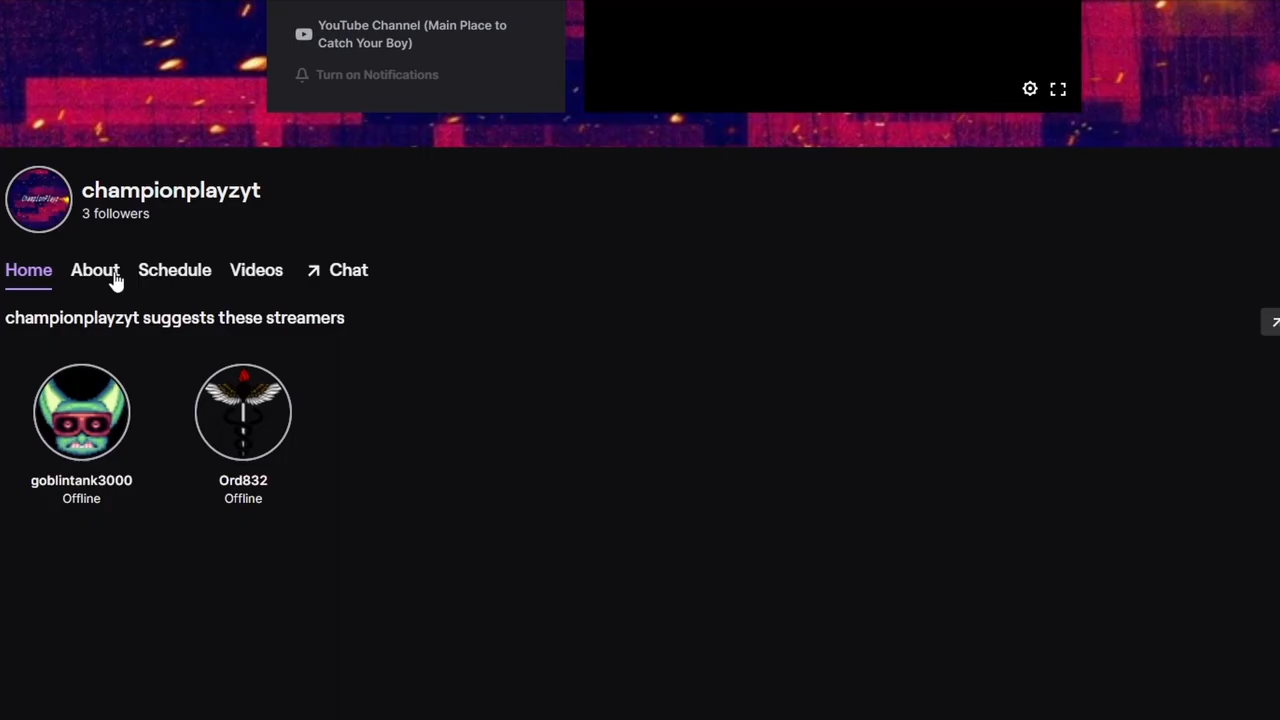 YouTube Channel (Main Place to
Catch Your Boy)
Turn on Notifications
championplayzyt
3 followers
Home About Schedule Videos Chat
championplayzyt suggests these streamers
goblintank3000 Ord832
Offline Offline